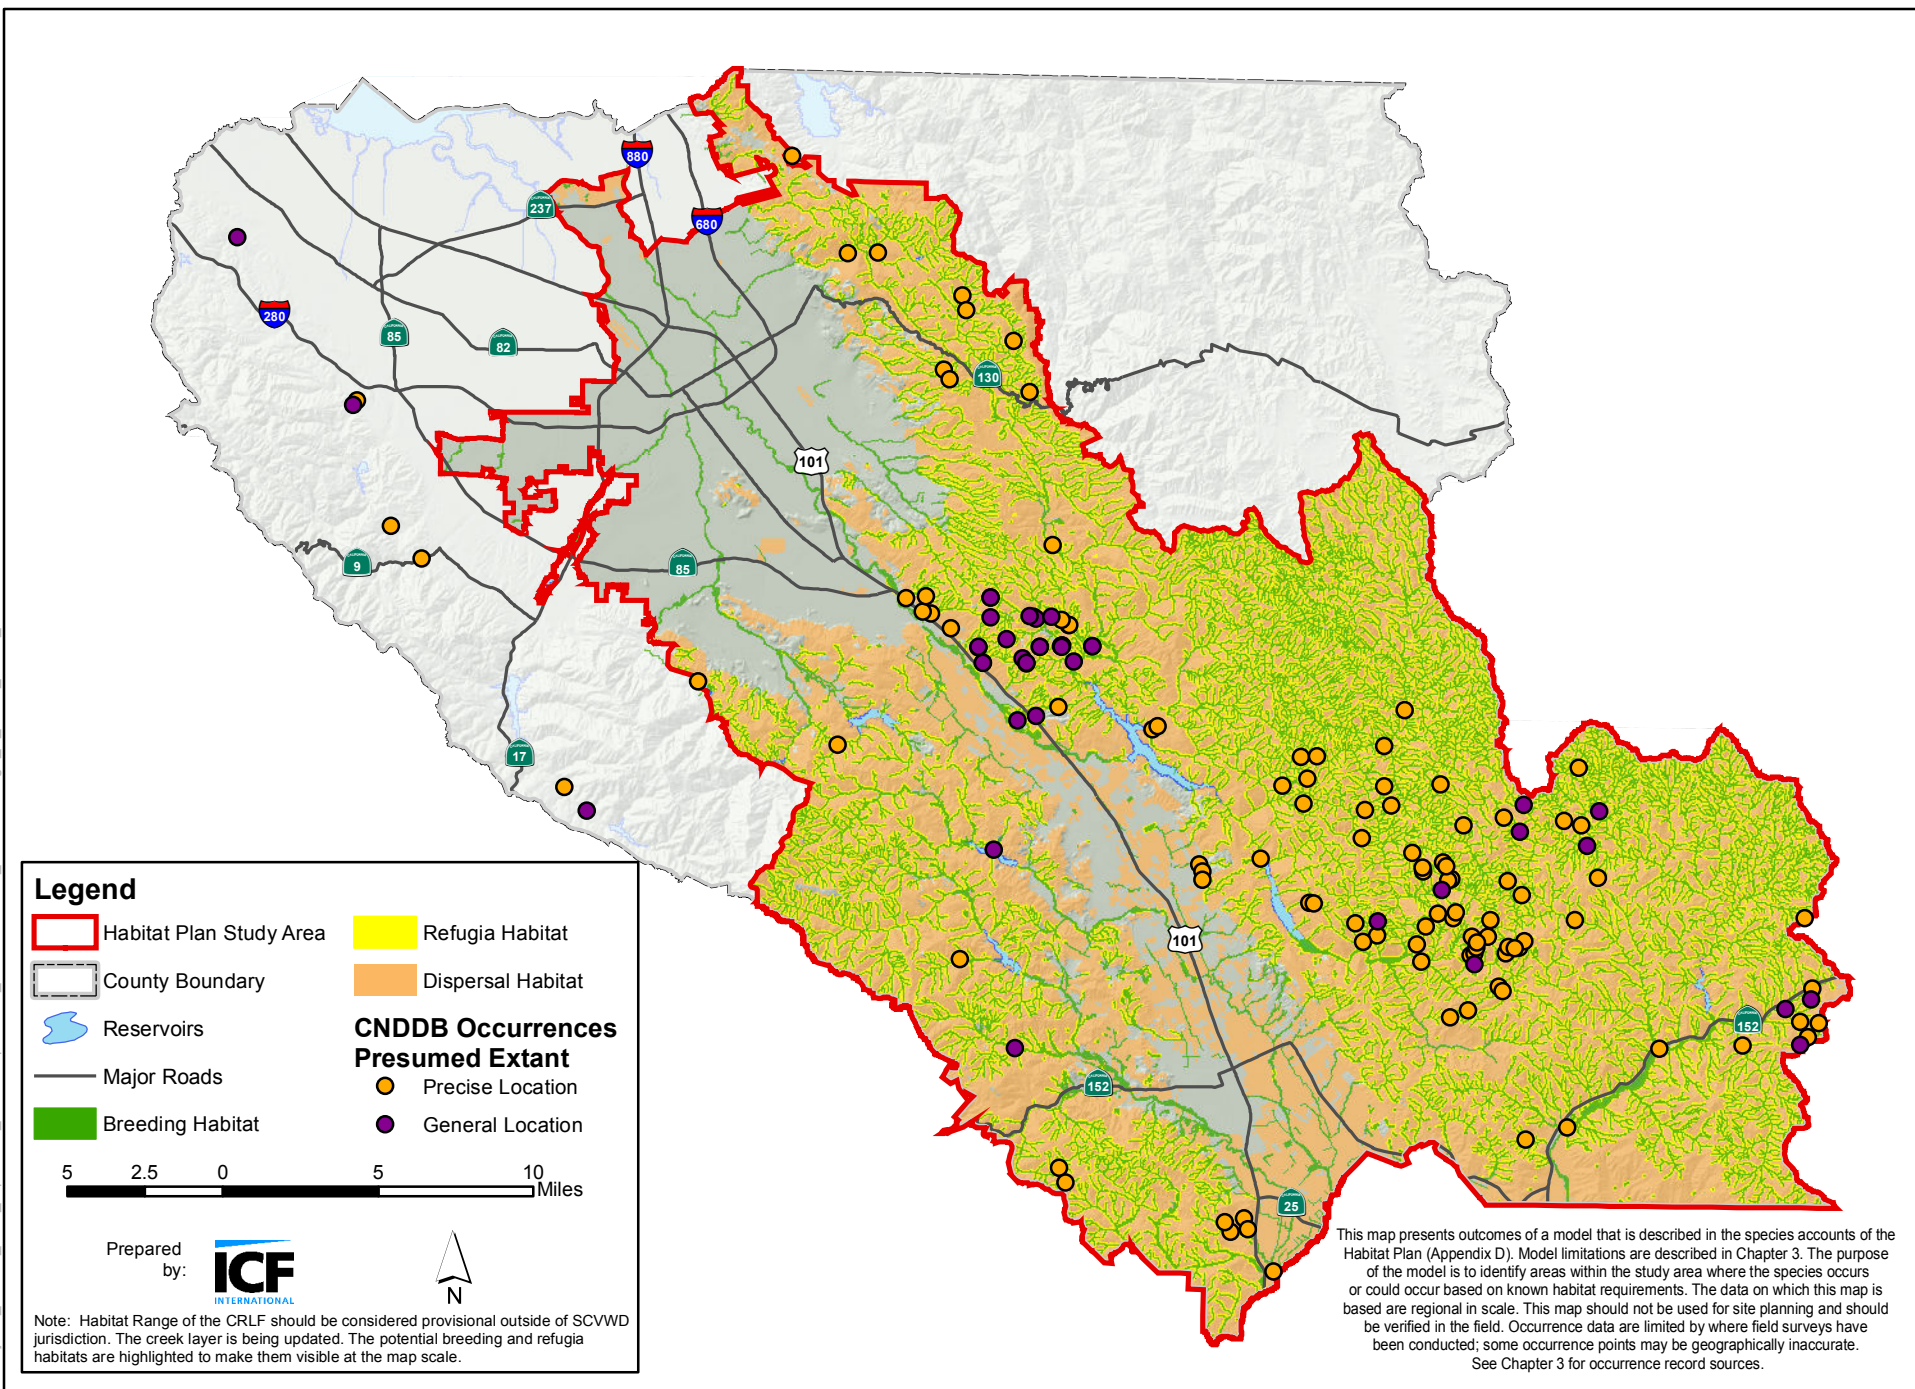 880
237
680
280
85
82
130
101
9
85
17
101
152
152
25
Legend
Habitat Plan Study Area
County Boundary
Reservoirs
Major Roads
Breeding Habitat
Refugia Habitat
Dispersal Habitat
CNDDB Occurrences
Presumed Extant
Precise Location
General Location
5 2.5 0 5 10
Miles
Prepared
by:
ICF
INTERNATIONAL
N
Note: Habitat Range of the CRLF should be considered provisional outside of SCVWD
jurisdiction. The creek layer is being updated. The potential breeding and refugia
habitats are highlighted to make them visible at the map scale.
This map presents outcomes of a model that is described in the species accounts of the
Habitat Plan (Appendix D). Model limitations are described in Chapter 3. The purpose
of the model is to identify areas within the study area where the species occurs
or could occur based on known habitat requirements. The data on which this map is
based are regional in scale. This map should not be used for site planning and should
be verified in the field. Occurrence data are limited by where field surveys have
been conducted; some occurrence points may be geographically inaccurate.
See Chapter 3 for occurrence record sources.